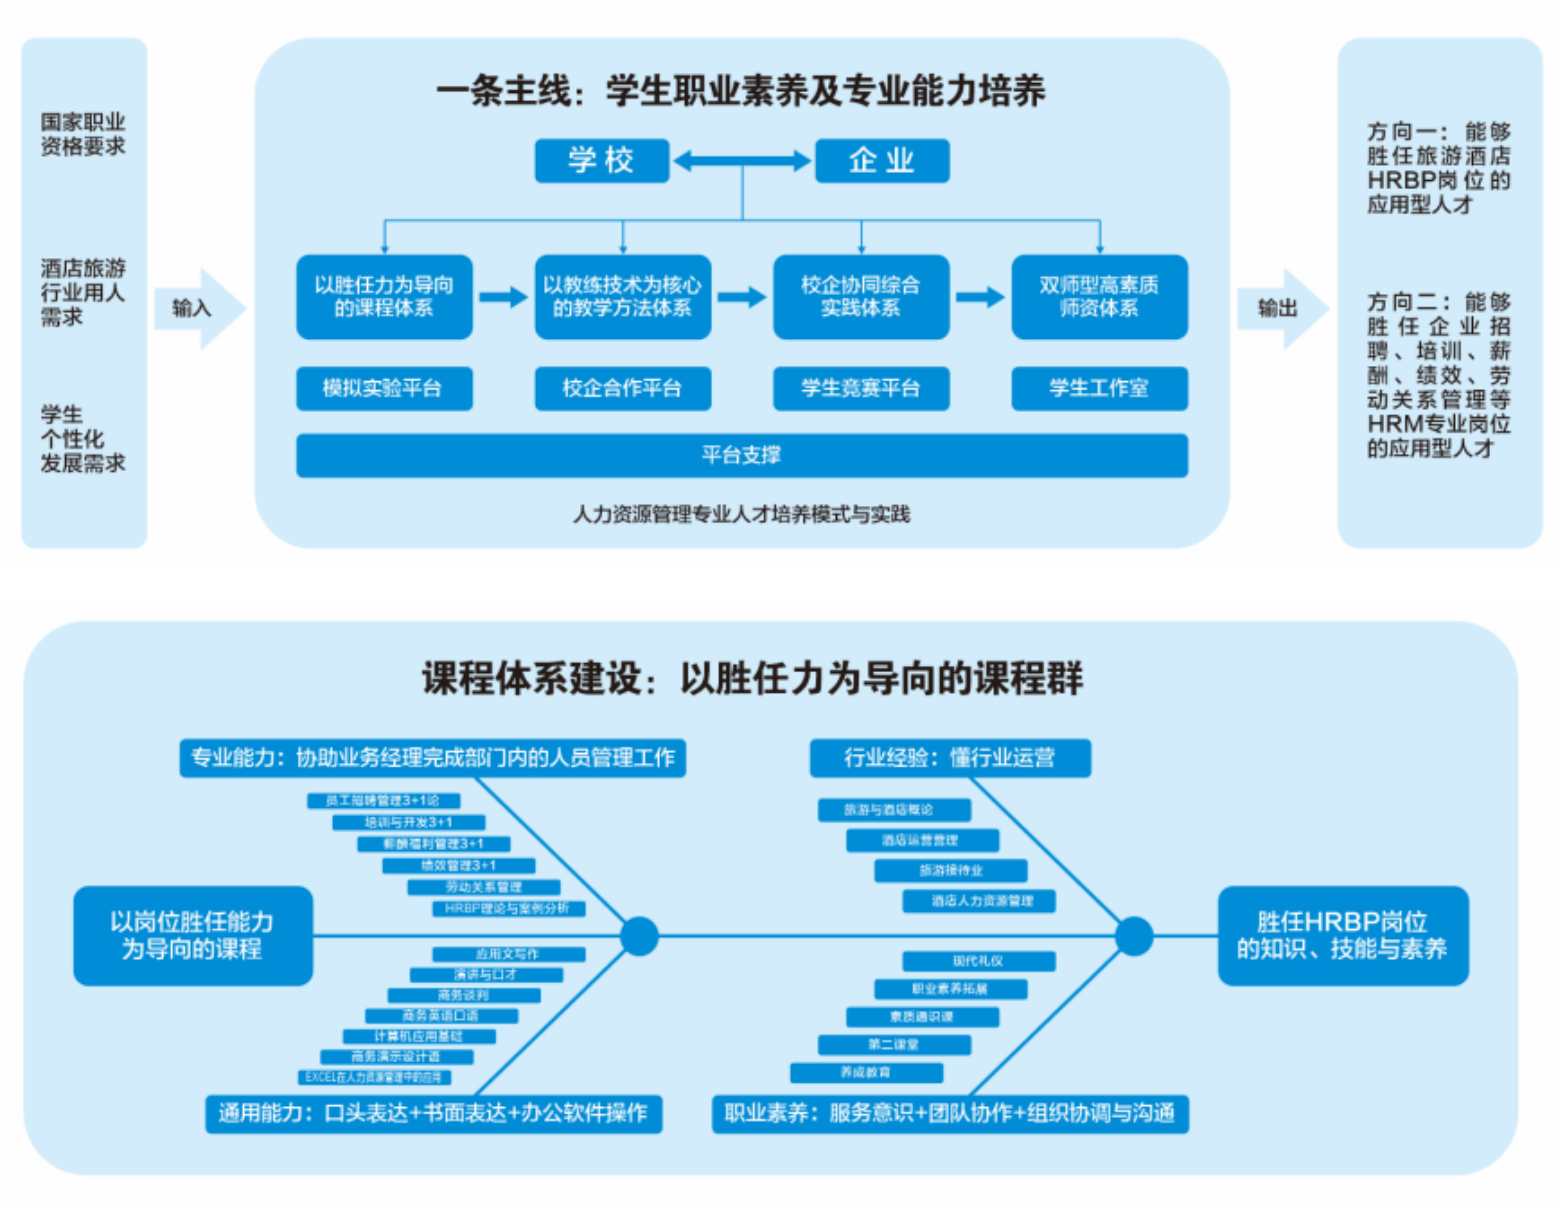 国家职业
资格要求
酒店旅游
行业用人
需求
学生
个性化
发展需求
输入
一条主线：学生职业素养及专业能力培养
学校
企业
以胜任力为导向
的课程体系
以教练技术为核心
的教学方法体系
校企协同综合
实践体系
双师型高素质
师资体系
模拟实验平台
校企合作平台
学生竞赛平台
学生工作室
平台支撑
人力资源管理专业人才培养模式与实践
输出
方向一：能够
胜任旅游酒店
HRBP岗位的
应用型人才
方向二：能够
胜任企业招
聘、培训、薪
酬、绩效、劳
动关系管理等
HRM专业岗位
的应用型人才
课程体系建设：以胜任力为导向的课程群
专业能力：协助业务经理完成部门内的人员管理工作
员工招聘管理3+1论
培训与开发3+1
薪酬福利管理3+1
绩效管理3+1
劳动关系管理
HRBP理论与案例分析
行业经验：懂行业运营
旅游与酒店概论
酒店运营管理
旅游接待业
酒店人力资源管理
以岗位胜任能力
为导向的课程
胜任HRBP岗位
的知识、技能与素养
应用文写作
演讲与口才
商务谈判
商务英语口语
计算机应用基础
商务演示设计语
EXCEL在人力资源管理中的应用
通用能力：口头表达+书面表达+办公软件操作
现代礼仪
职业素养拓展
素质通识课
第二课堂
养成教育
职业素养：服务意识+团队协作+组织协调与沟通